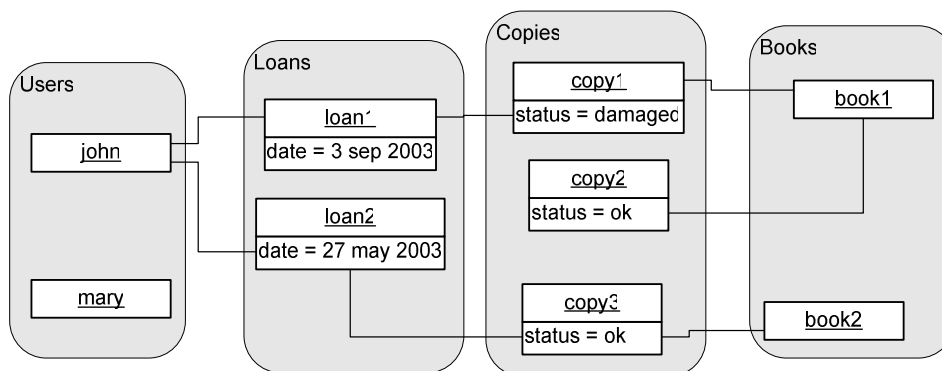 Users
john
mary
Loans
loan1
date = 3 sep 2003
loan2
date = 27 may 2003
Copies
copy1
status = damaged
copy2
status = ok
copy3
status = ok
Books
book1
book2